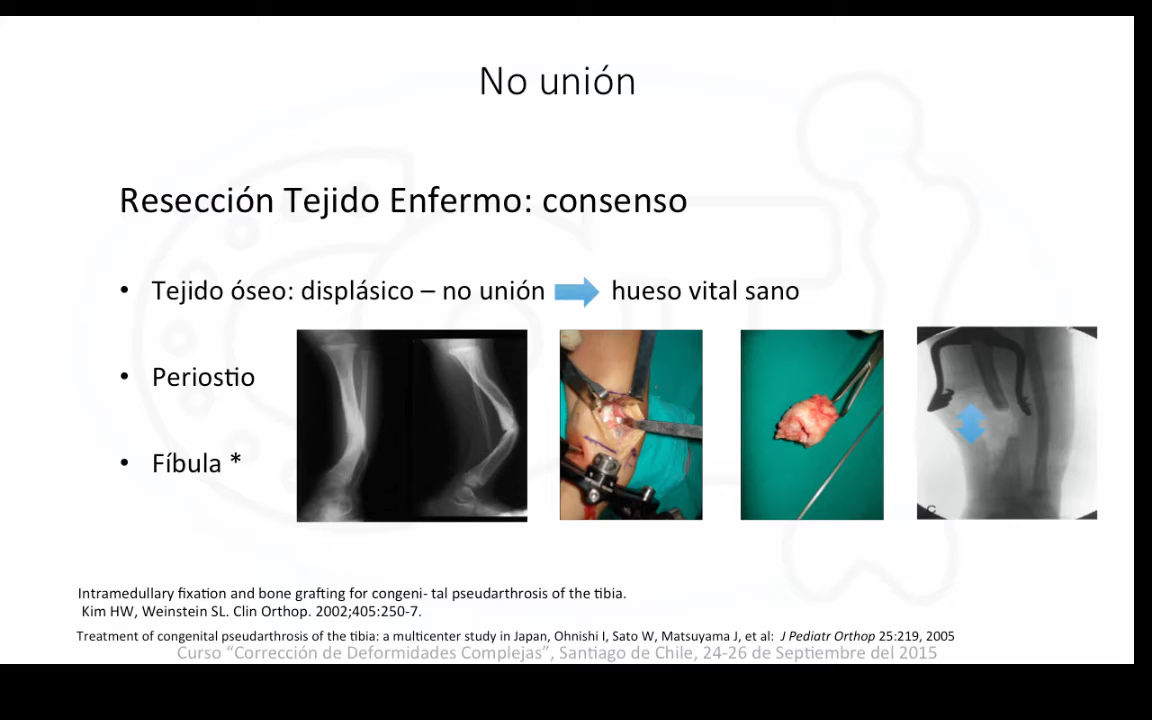 No unión
Resección Tejido Enfermo: consenso
• Tejido óseo: displásico – no unión hueso vital sano
• Periostio
• Fíbula *
C
Intramedullary fixation and bone grafting for congeni- tal pseudarthrosis of the tibia.
Kim HW, Weinstein SL. Clin Orthop. 2002;405:250-7.
Treatment of congenital pseudarthrosis of the tibia: a multicenter study in Japan, Ohnishi I, Sato W, Matsuyama J, et al: J Pediatr Orthop 25:219, 2005
Curso “Corrección de Deformidades Complejas”, Santiago de Chile, 24-26 de Septiembre del 2015